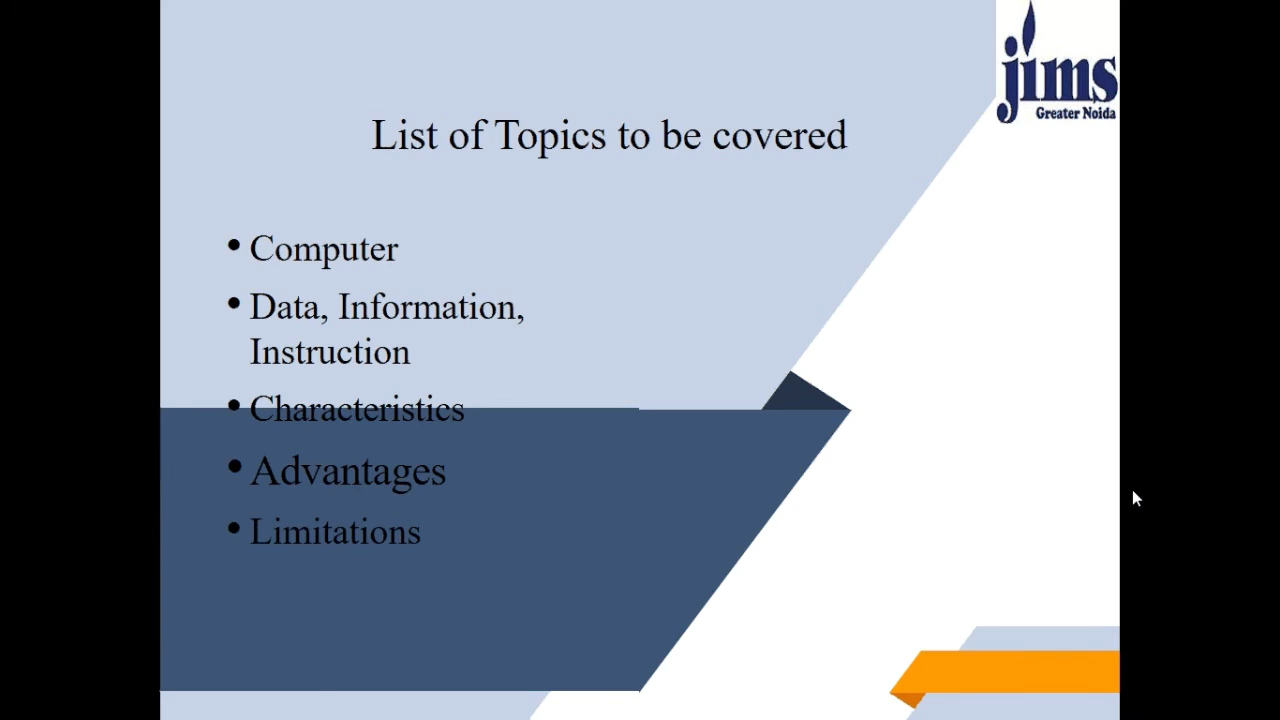 jims
Greater Noida
List of Topics to be covered
• Computer
• Data, Information,
Instruction
• Characteristics
• Advantages
• Limitations